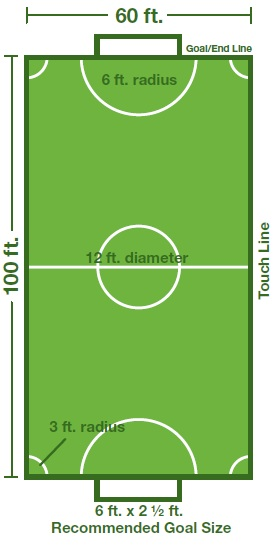 60 ft.
Goal/End Line
6 ft. radius
12 ft. diameter
100 ft.
Touch Line
3 ft. radius
6 ft. x 2 ½ ft.
Recommended Goal Size